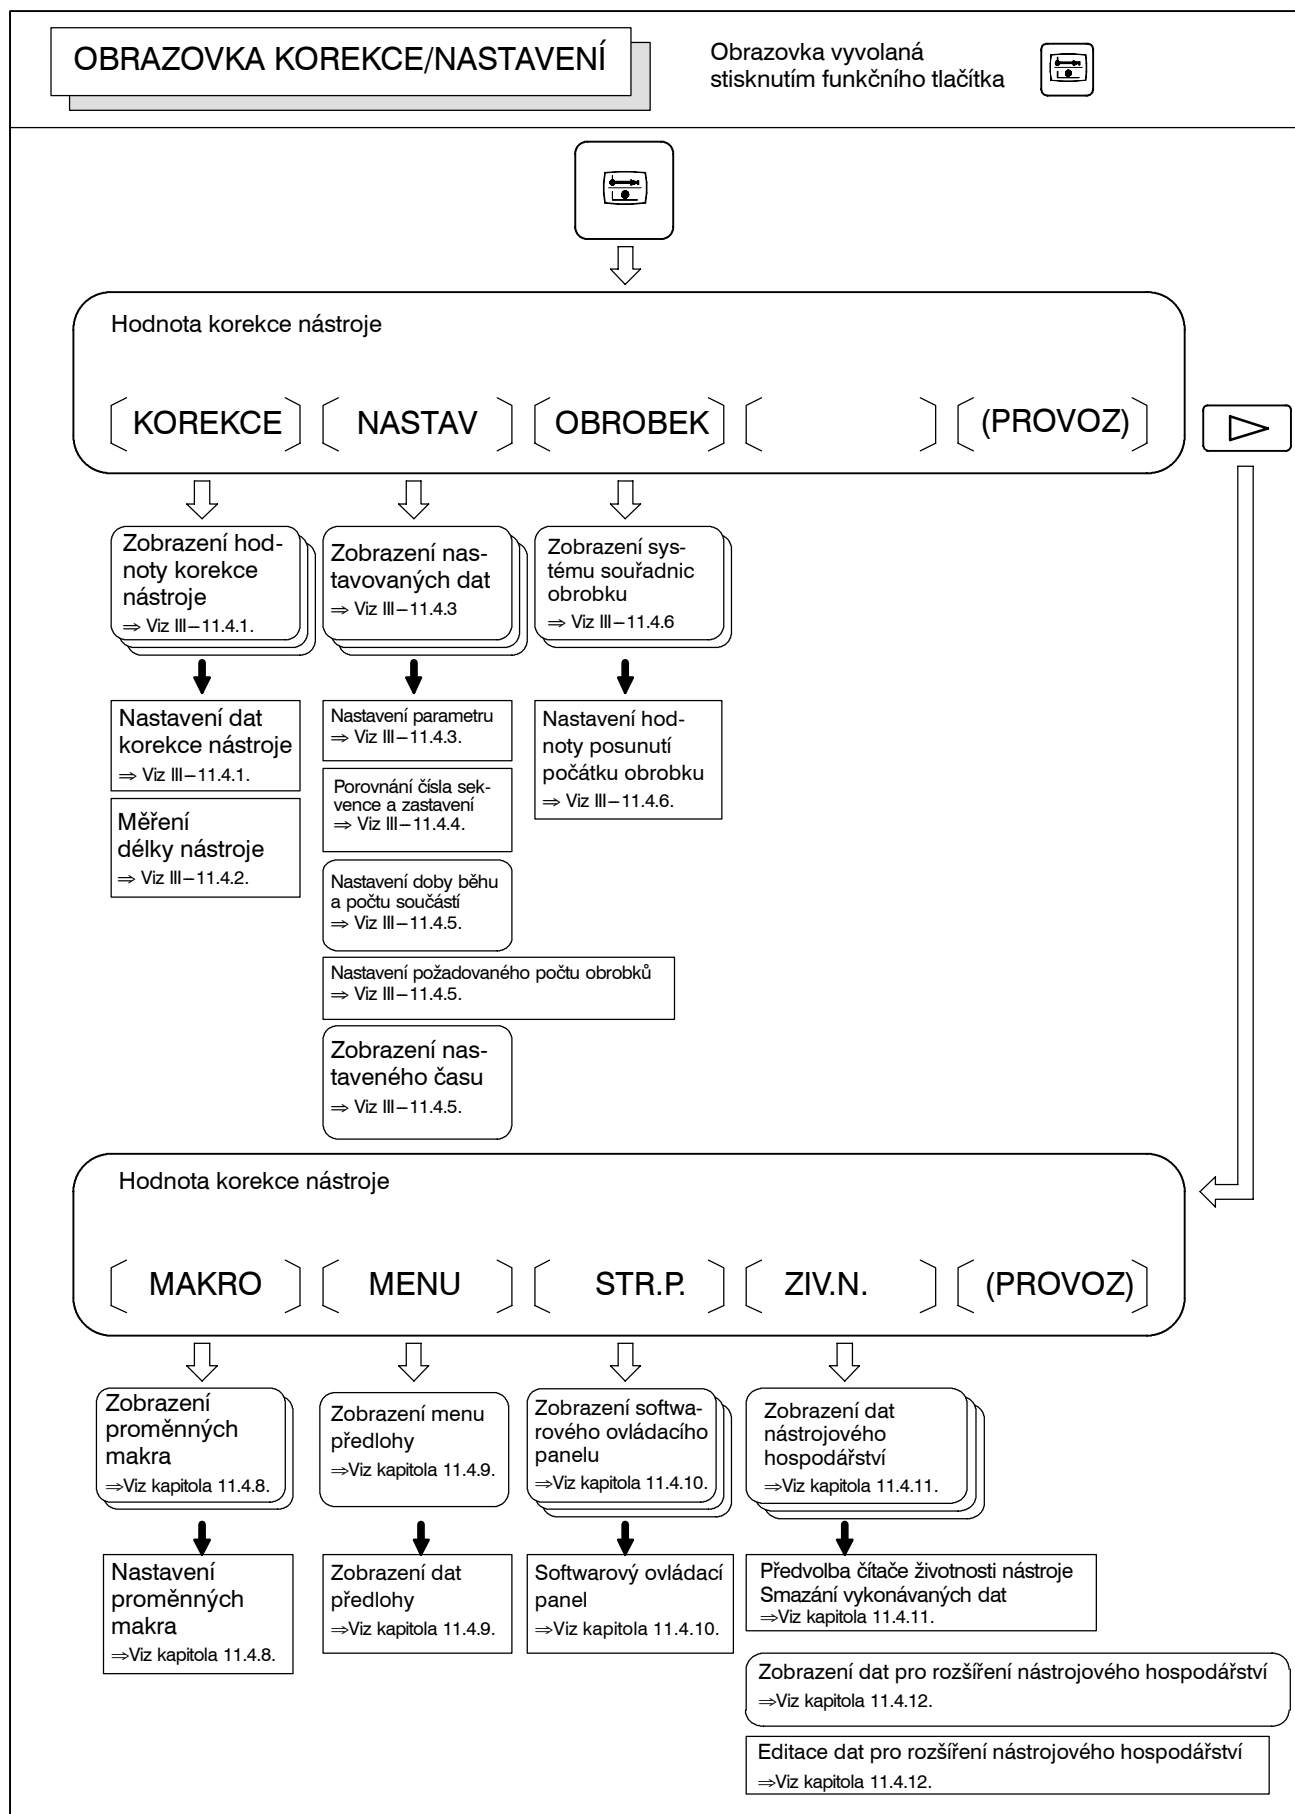 OBRAZOVKA KOREKCE/NASTAVENÍ
Obrazovka vyvolaná
stisknutím funkčního tlačítka
Hodnota korekce nástroje
KOREKCE
NASTAV
OBROBEK
(PROVOZ)
Zobrazení hod-
noty korekce
nástroje
⇒ Viz III–11.4.1.
Zobrazení nas-
tavovaných dat
⇒ Viz III–11.4.3
Zobrazení sys-
tému souřadnic
obrobku
⇒ Viz III–11.4.6
Nastavení dat
korekce nástroje
⇒ Viz III–11.4.1.
Měření
délky nástroje
⇒ Viz III–11.4.2.
Nastavení parametru
⇒ Viz III–11.4.3.
Porovnání čísla sek-
vence a zastavení
⇒ Viz III–11.4.4.
Nastavení doby běhu
a počtu součástí
⇒ Viz III–11.4.5.
Nastavení požadovaného počtu obrobků
⇒ Viz III–11.4.5.
Zobrazení nas-
taveného času
⇒ Viz III–11.4.5.
Nastavení hod-
noty posunutí
počátku obrobku
⇒ Viz III–11.4.6.
Hodnota korekce nástroje
MAKRO
MENU
STR.P.
ZIV.N.
(PROVOZ)
Zobrazení
proměnných
makra
⇒Viz kapitola 11.4.8.
Zobrazení menu
předlohy
⇒Viz kapitola 11.4.9.
Zobrazení softwa-
rového ovládacího
panelu
⇒Viz kapitola 11.4.10.
Zobrazení dat
nástrojového
hospodářství
⇒Viz kapitola 11.4.11.
Nastavení
proměnných
makra
⇒Viz kapitola 11.4.8.
Zobrazení dat
předlohy
⇒Viz kapitola 11.4.9.
Softwarový ovládací
panel
⇒Viz kapitola 11.4.10.
Předvolba čítače životnosti nástroje
Smazání vykonávaných dat
⇒Viz kapitola 11.4.11.
Zobrazení dat pro rozšíření nástrojového hospodářství
⇒Viz kapitola 11.4.12.
Editace dat pro rozšíření nástrojového hospodářství
⇒Viz kapitola 11.4.12.